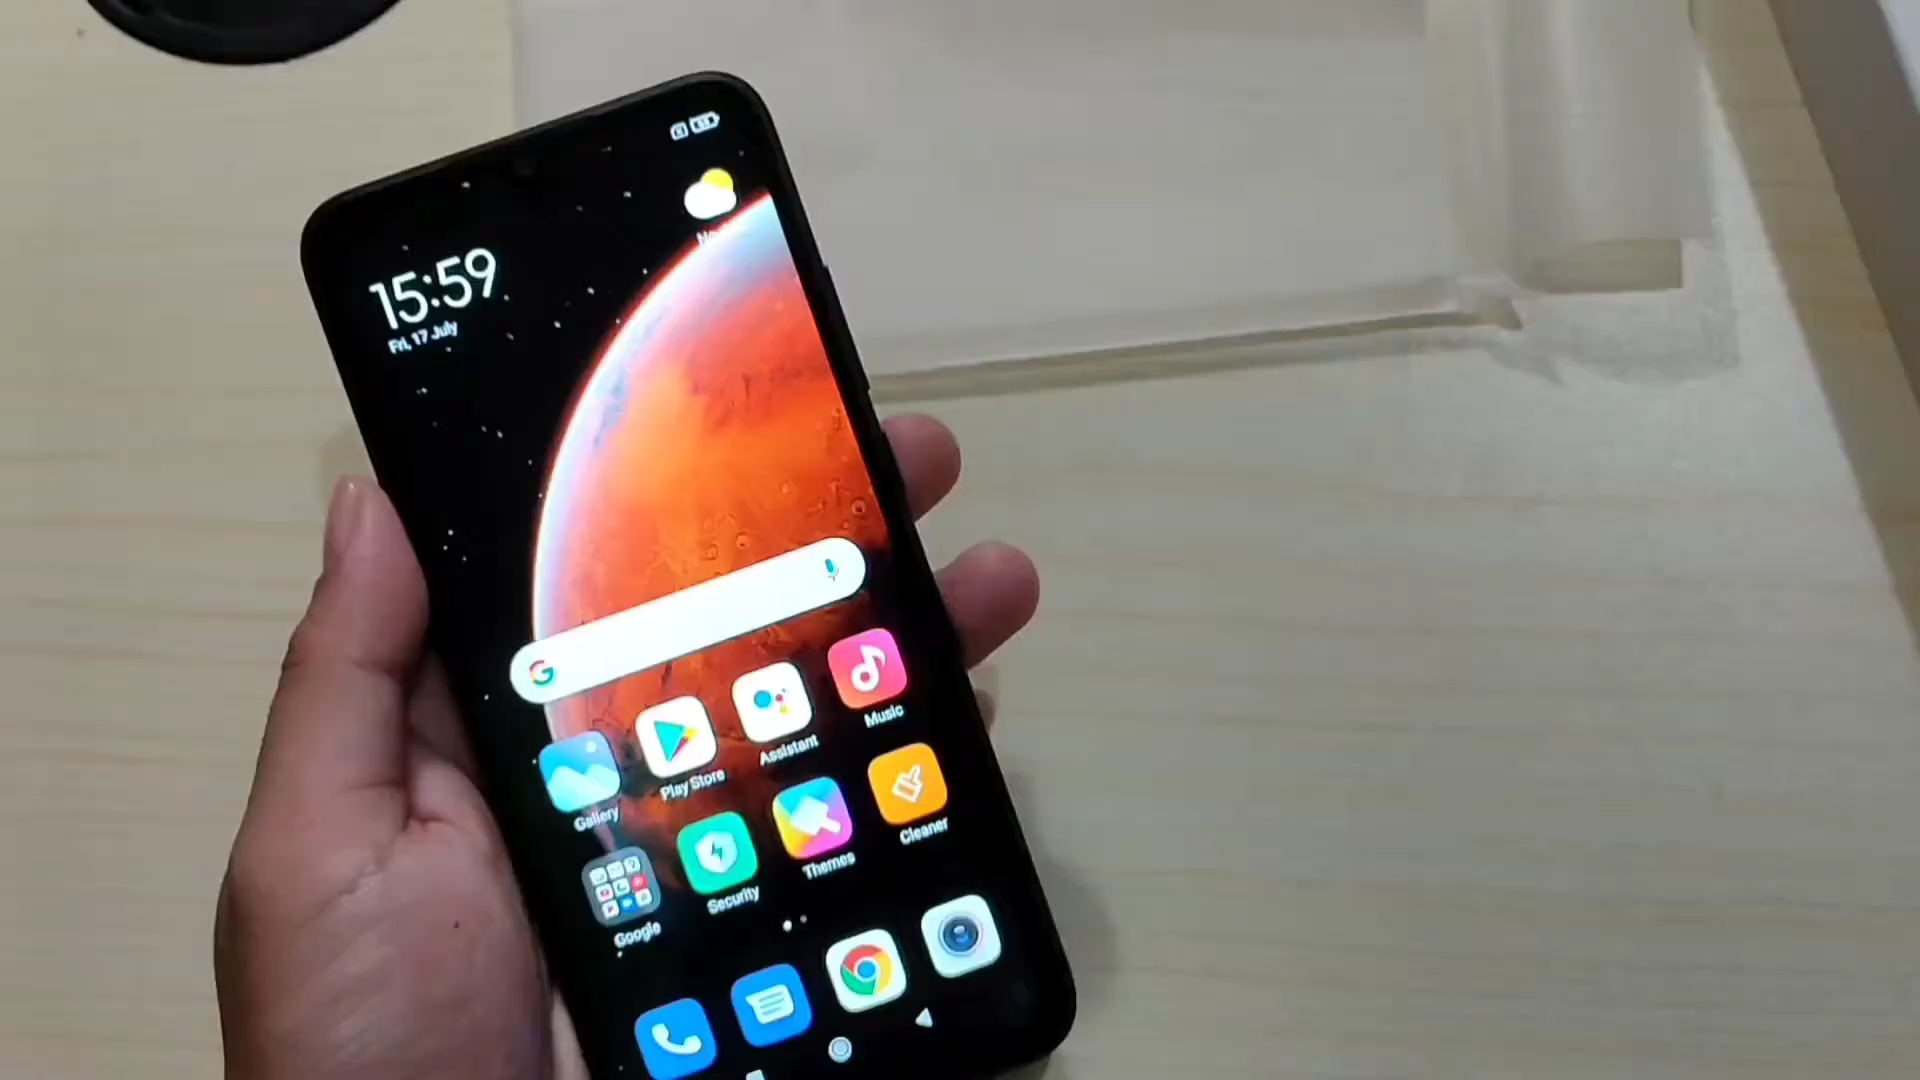 15:59
Fri, 17 July
Music
Assistant
Play Store
Gallery
Cleaner
Themes
Security
Google